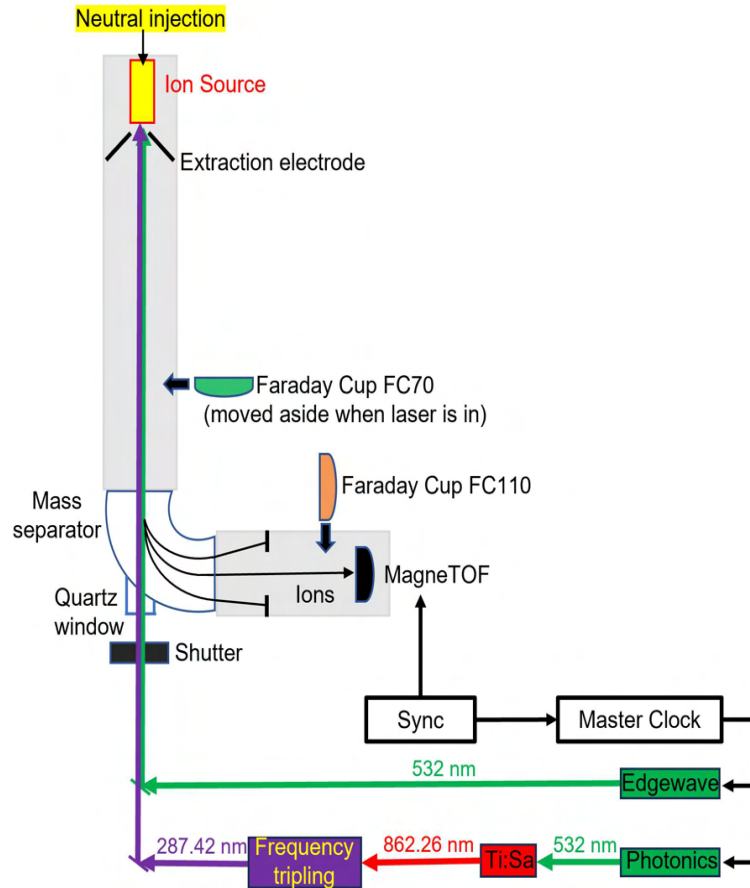 Neutral injection
Ion Source
Extraction electrode
Faraday Cup FC70
(moved aside when laser is in)
Faraday Cup FC110
Mass
separator
MagneTOF
Ions
Quartz
window
Shutter
Sync
Master Clock
532 nm
Edgewave
287.42 nm
Frequency
tripling
862.26 nm
Ti:Sa
532 nm
Photonics